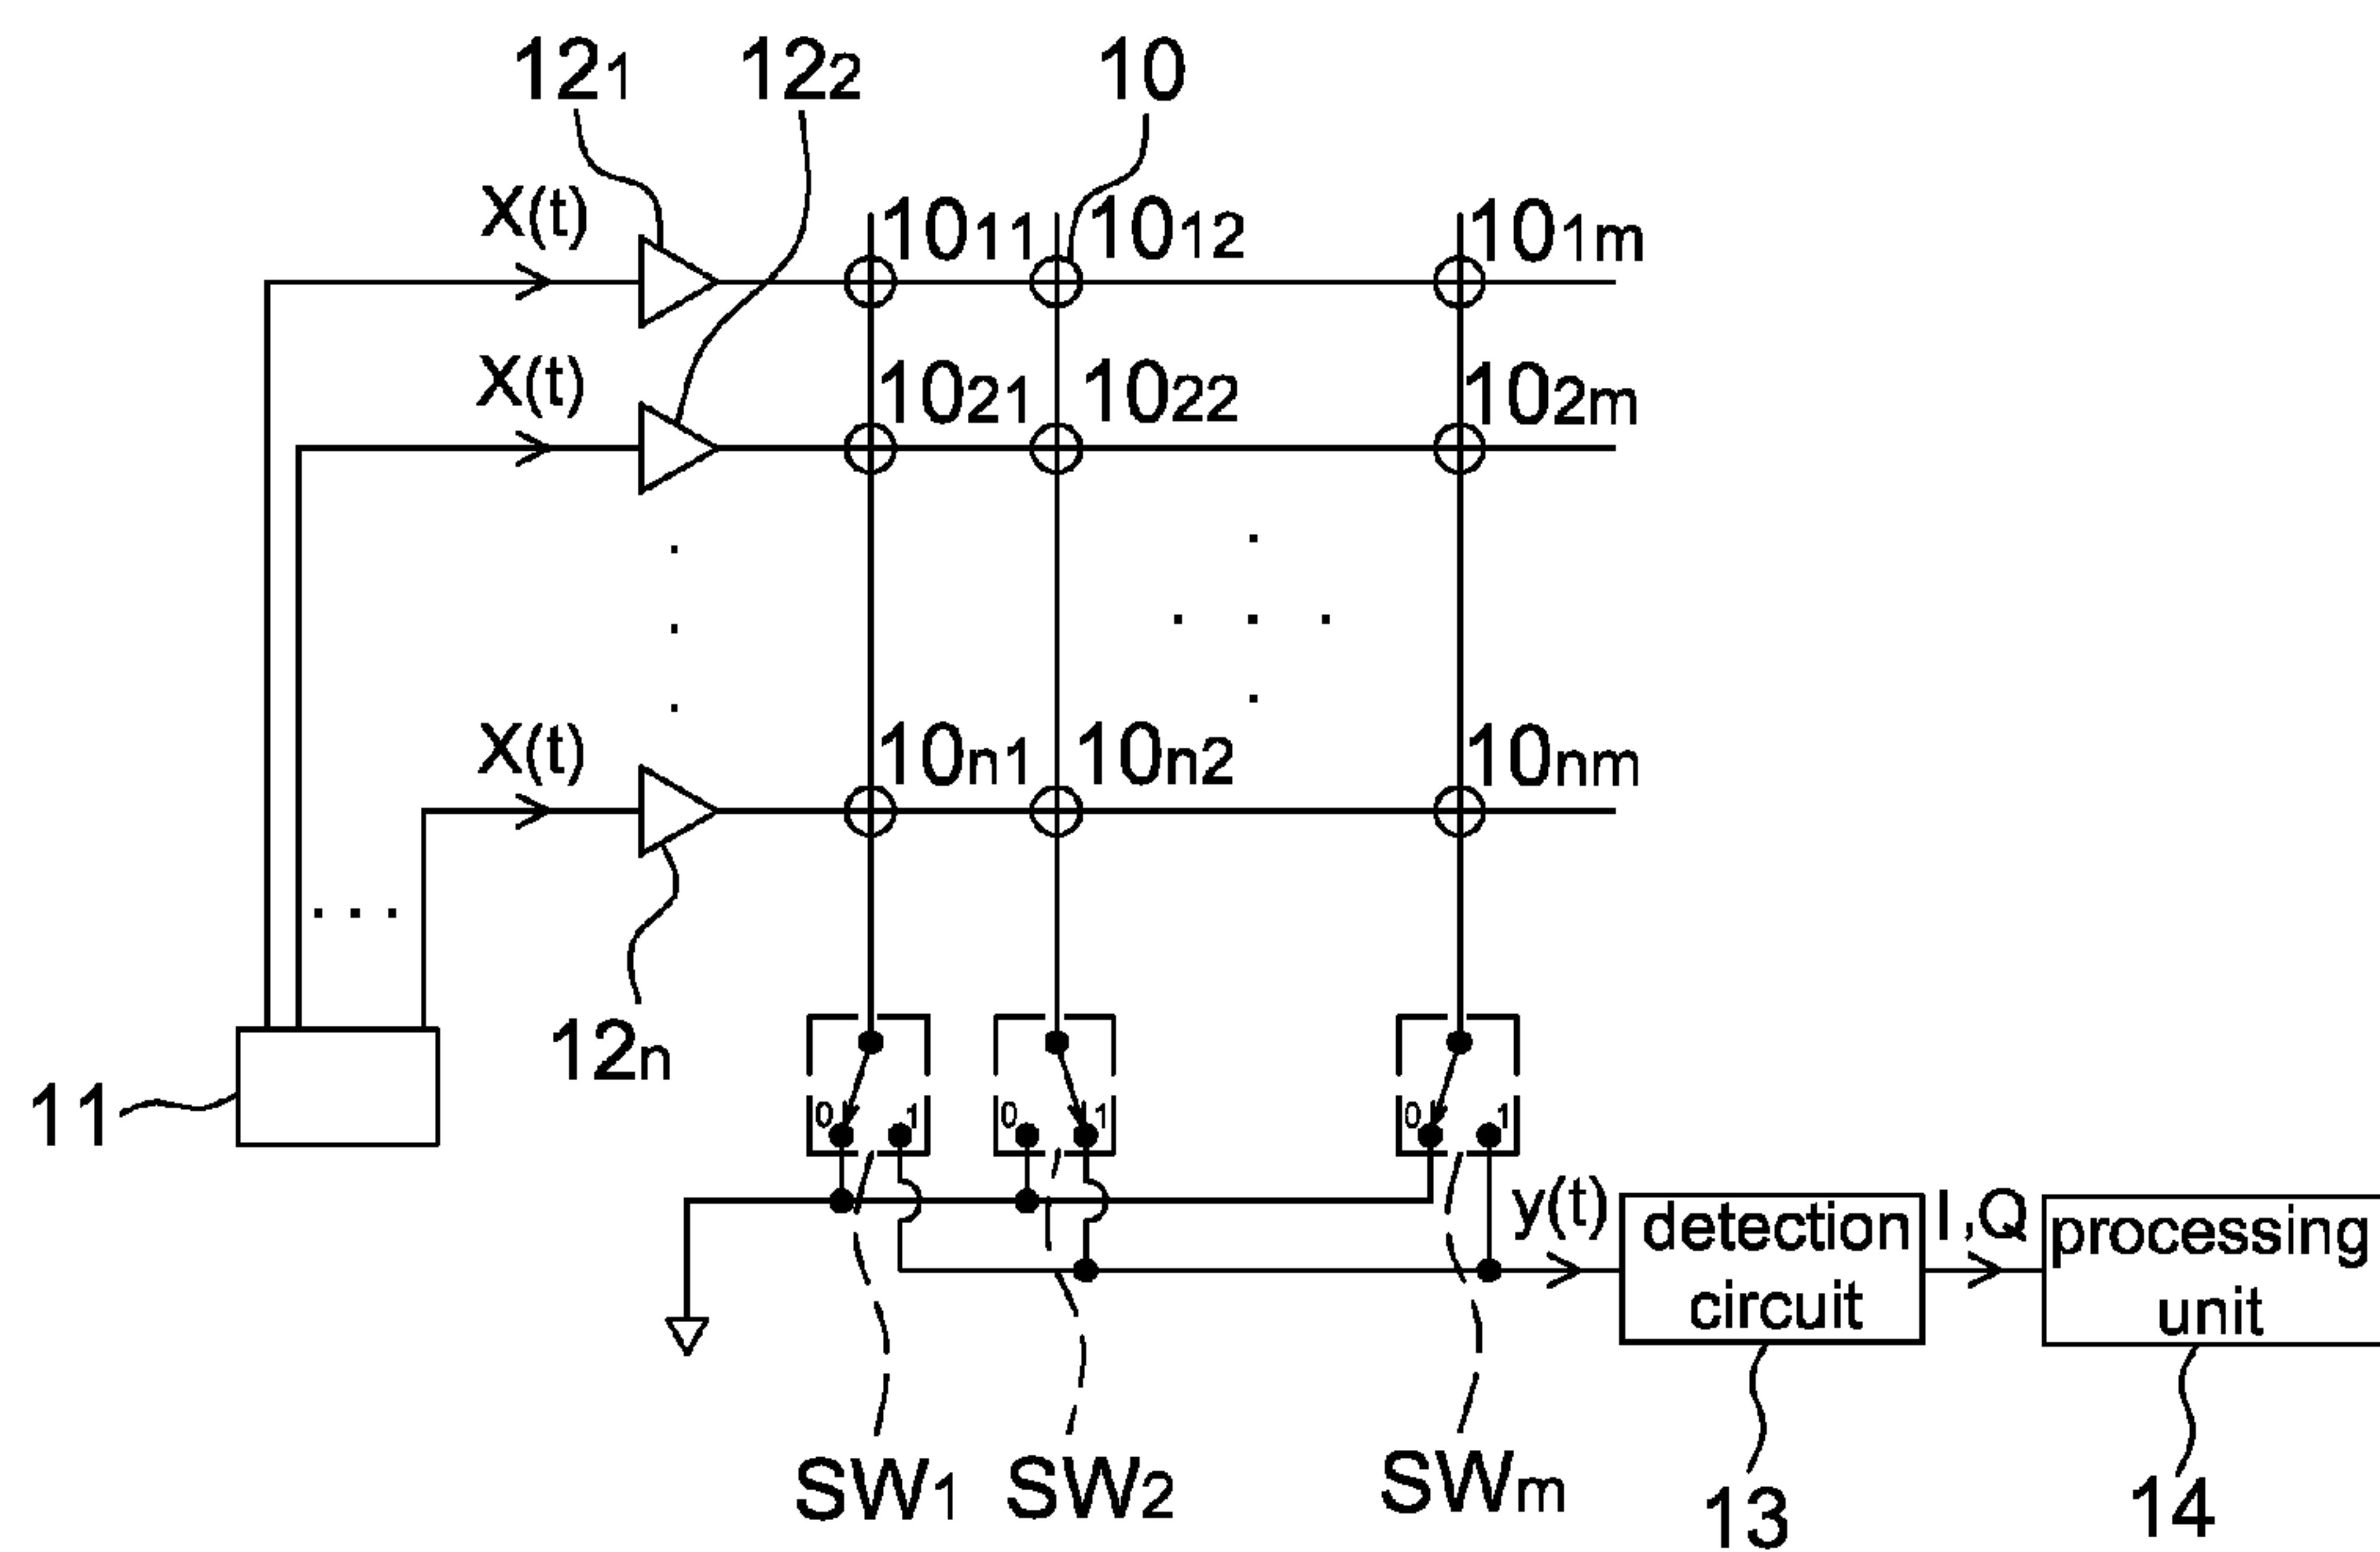 12₁ 12₂ 10
X(t) 10₁₁ 10₁₂ 10₁ₘ
X(t) 10₂₁ 10₂₂ 10₂ₘ
X(t) 10ₙ₁ 10ₙ₂ 10ₙₘ
12ₙ
11
0 1 0 1 0 1
y(t) detection circuit I,Q processing unit
SW₁ SW₂ SWₘ 13 14